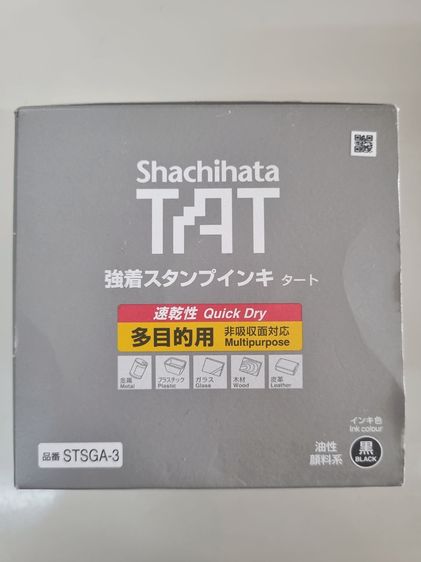 Shachihata
TAT
強着スタンプインキ タート
速乾性 Quick Dry
多目的用 非吸収面対応 Multipurpose
金属 Metal
プラスチック Plastic
ガラス Glass
木材 Wood
皮革 Leather
インキ色
Ink colour
油性
顔料系
黒
BLACK
品番 STSGA-3